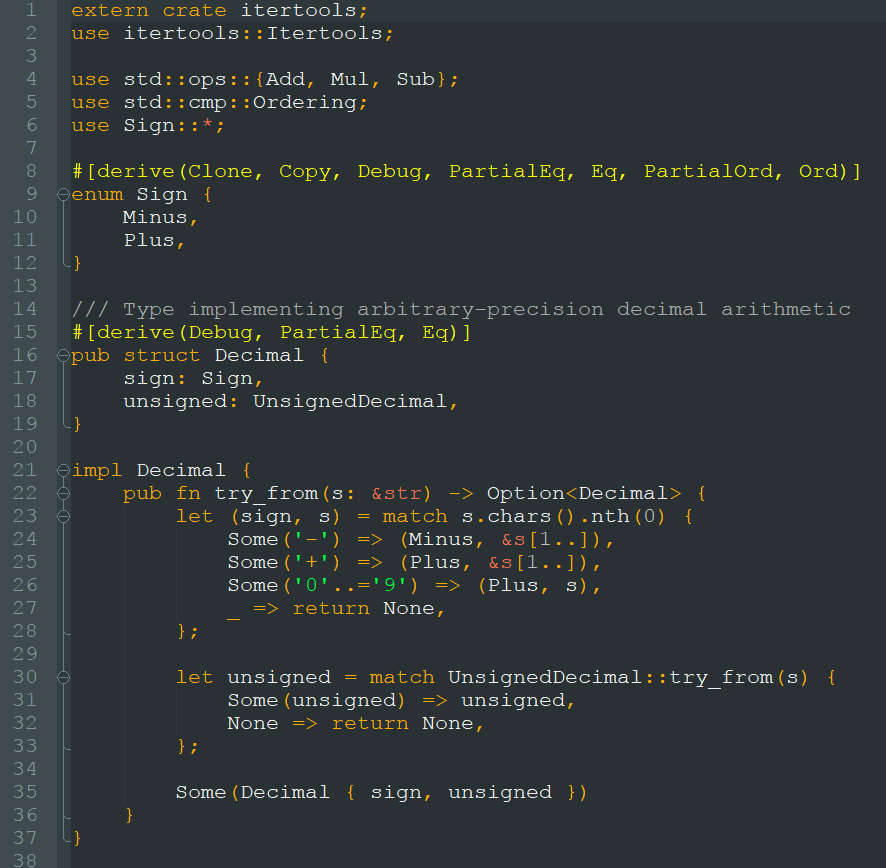 1 extern crate itertools;
2 use itertools::Itertools;
3
4 use std::ops::{Add, Mul, Sub};
5 use std::cmp::Ordering;
6 use Sign::*;
7
8 #[derive(Clone, Copy, Debug, PartialEq, Eq, PartialOrd, Ord)]
9 enum Sign {
10     Minus,
11     Plus,
12 }
13
14 /// Type implementing arbitrary-precision decimal arithmetic
15 #[derive(Debug, PartialEq, Eq)]
16 pub struct Decimal {
17     sign: Sign,
18     unsigned: UnsignedDecimal,
19 }
20
21 impl Decimal {
22     pub fn try_from(s: &str) -> Option<Decimal> {
23         let (sign, s) = match s.chars().nth(0) {
24             Some('-') => (Minus, &s[1..]),
25             Some('+') => (Plus, &s[1..]),
26             Some('0'..='9') => (Plus, s),
27             _ => return None,
28         };
29
30         let unsigned = match UnsignedDecimal::try_from(s) {
31             Some(unsigned) => unsigned,
32             None => return None,
33         };
34
35         Some(Decimal { sign, unsigned })
36     }
37 }
38